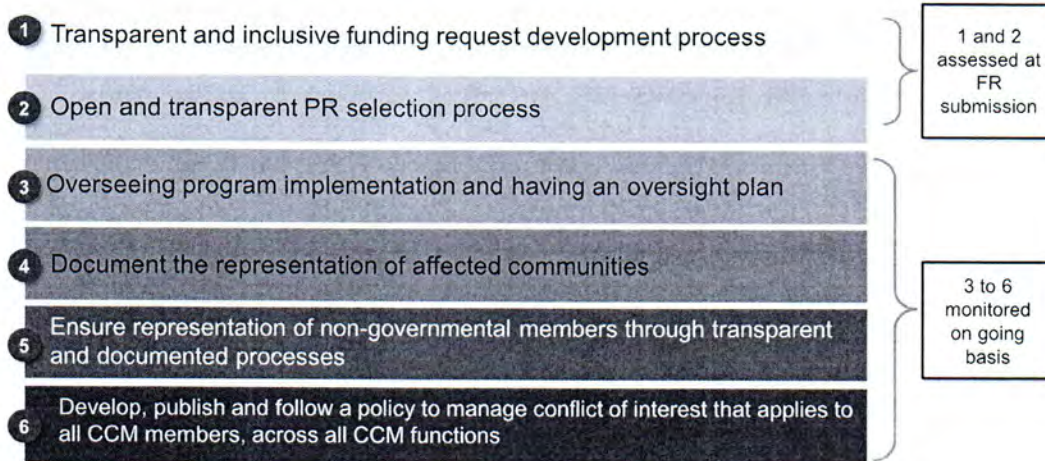 1 Transparent and inclusive funding request development process
2 Open and transparent PR selection process
1 and 2
assessed at
FR
submission
3 Overseeing program implementation and having an oversight plan
4 Document the representation of affected communities
5 Ensure representation of non-governmental members through transparent
and documented processes
6 Develop, publish and follow a policy to manage conflict of interest that applies to
all CCM members, across all CCM functions
3 to 6
monitored
on going
basis